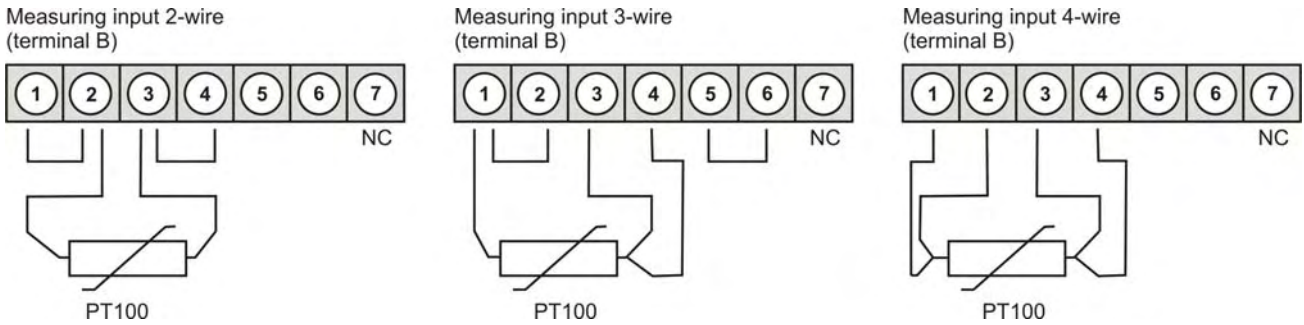 Measuring input 2-wire
(terminal B)
1 2 3 4 5 6 7
NC
PT100
Measuring input 3-wire
(terminal B)
1 2 3 4 5 6 7
NC
PT100
Measuring input 4-wire
(terminal B)
1 2 3 4 5 6 7
NC
PT100